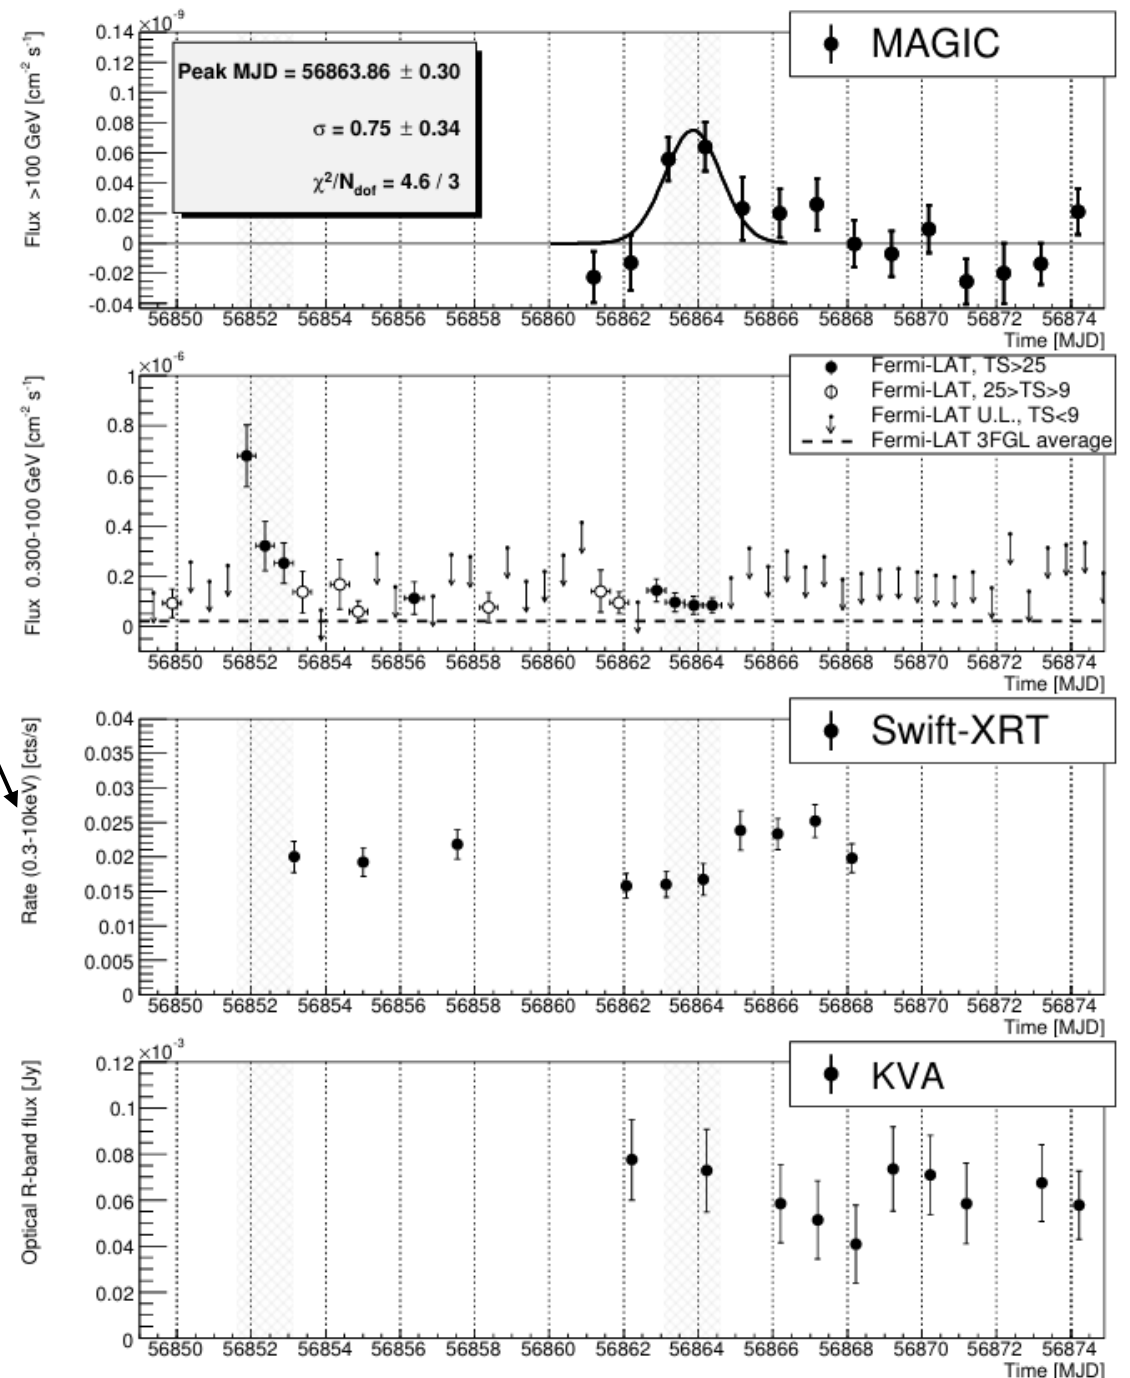 ×10⁻⁹
0.14
0.12
0.1
0.08
0.06
0.04
0.02
0
-0.02
-0.04
Flux >100 GeV [cm⁻² s⁻¹]
Peak MJD = 56863.86 ± 0.30
σ = 0.75 ± 0.34
χ²/N_dof = 4.6 / 3
MAGIC
56850 56852 56854 56856 56858 56860 56862 56864 56866 56868 56870 56872 56874
Time [MJD]
×10⁻⁶
1
0.8
0.6
0.4
0.2
0
Flux 0.300-100 GeV [cm⁻² s⁻¹]
Fermi-LAT, TS>25
Fermi-LAT, 25>TS>9
Fermi-LAT U.L., TS<9
Fermi-LAT 3FGL average
56850 56852 56854 56856 56858 56860 56862 56864 56866 56868 56870 56872 56874
Time [MJD]
0.04
0.035
0.03
0.025
0.02
0.015
0.01
0.005
0
Rate (0.3-10keV) [cts/s]
Swift-XRT
56850 56852 56854 56856 56858 56860 56862 56864 56866 56868 56870 56872 56874
Time [MJD]
×10⁻³
0.12
0.1
0.08
0.06
0.04
0.02
0
Optical R-band flux [Jy]
KVA
56850 56852 56854 56856 56858 56860 56862 56864 56866 56868 56870 56872 56874
Time [MJD]